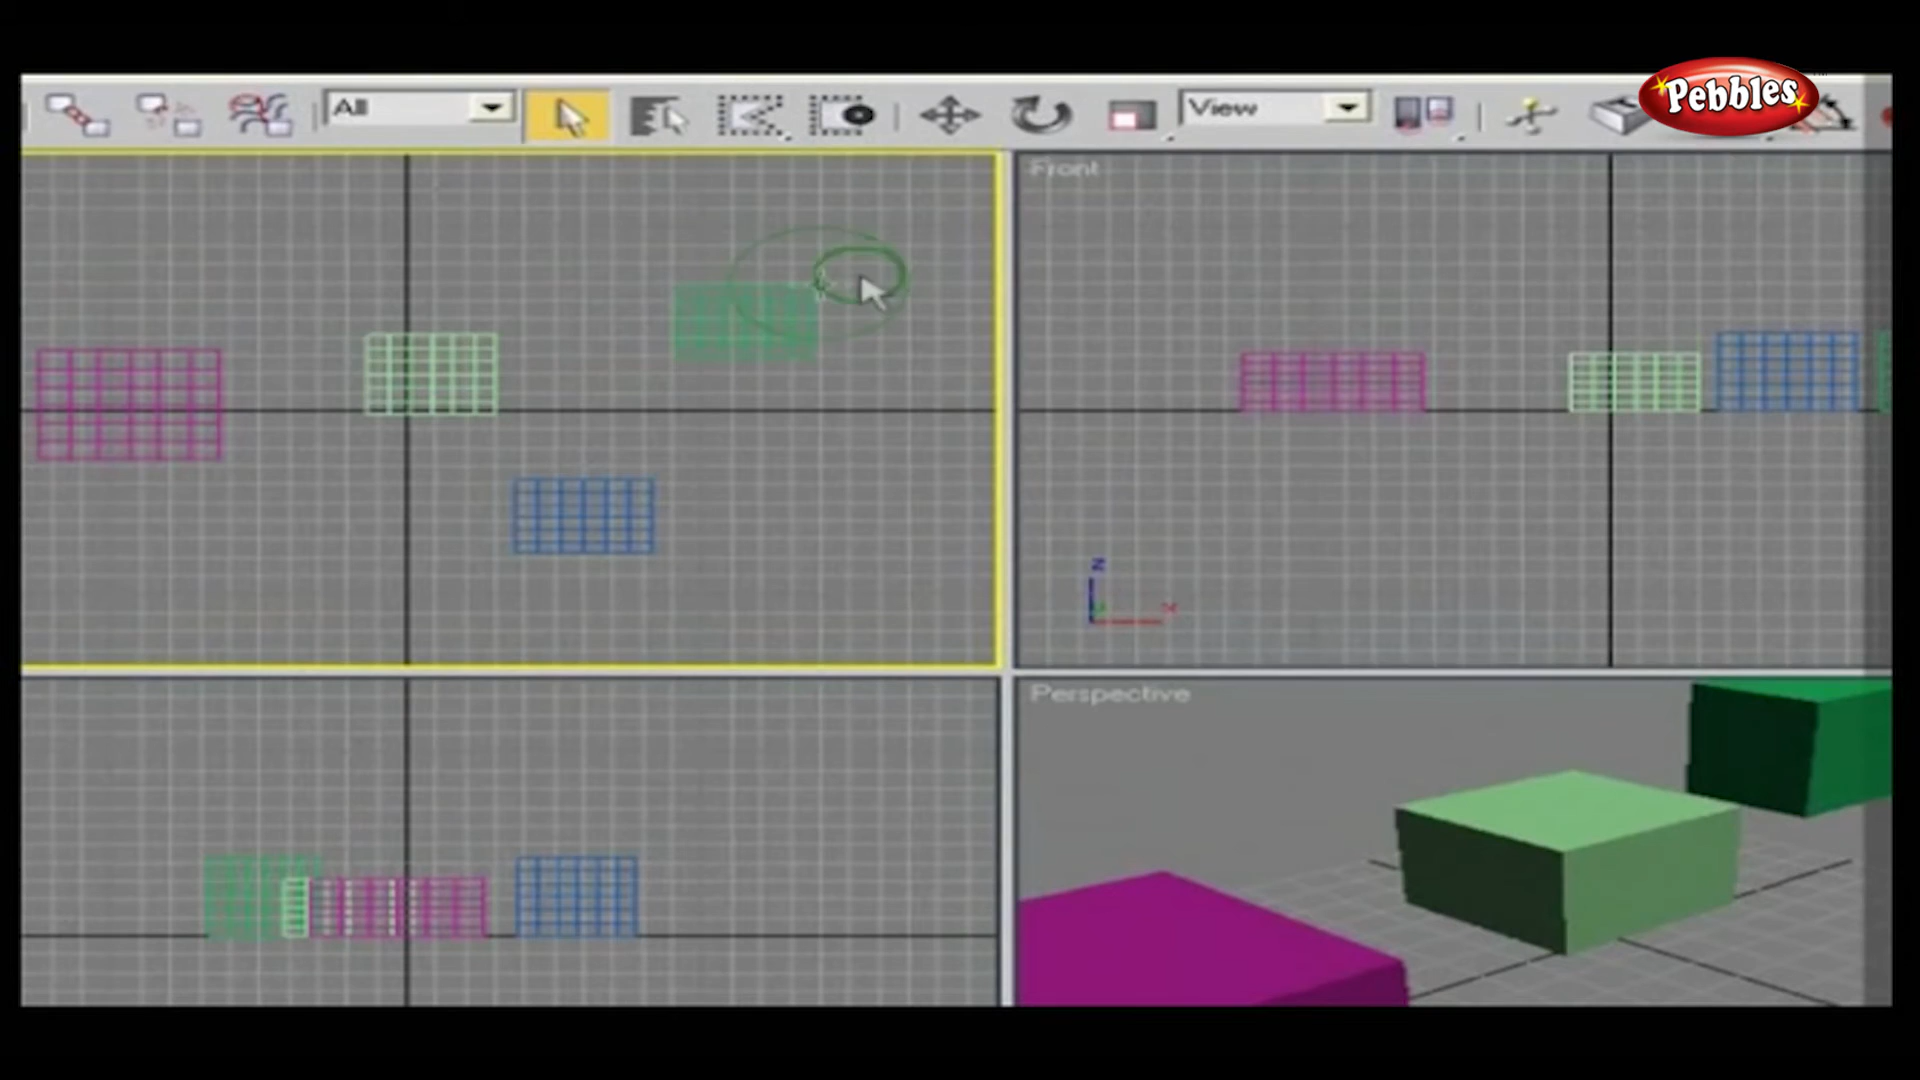 All
View
Pebbles
Front
z
x
Perspective